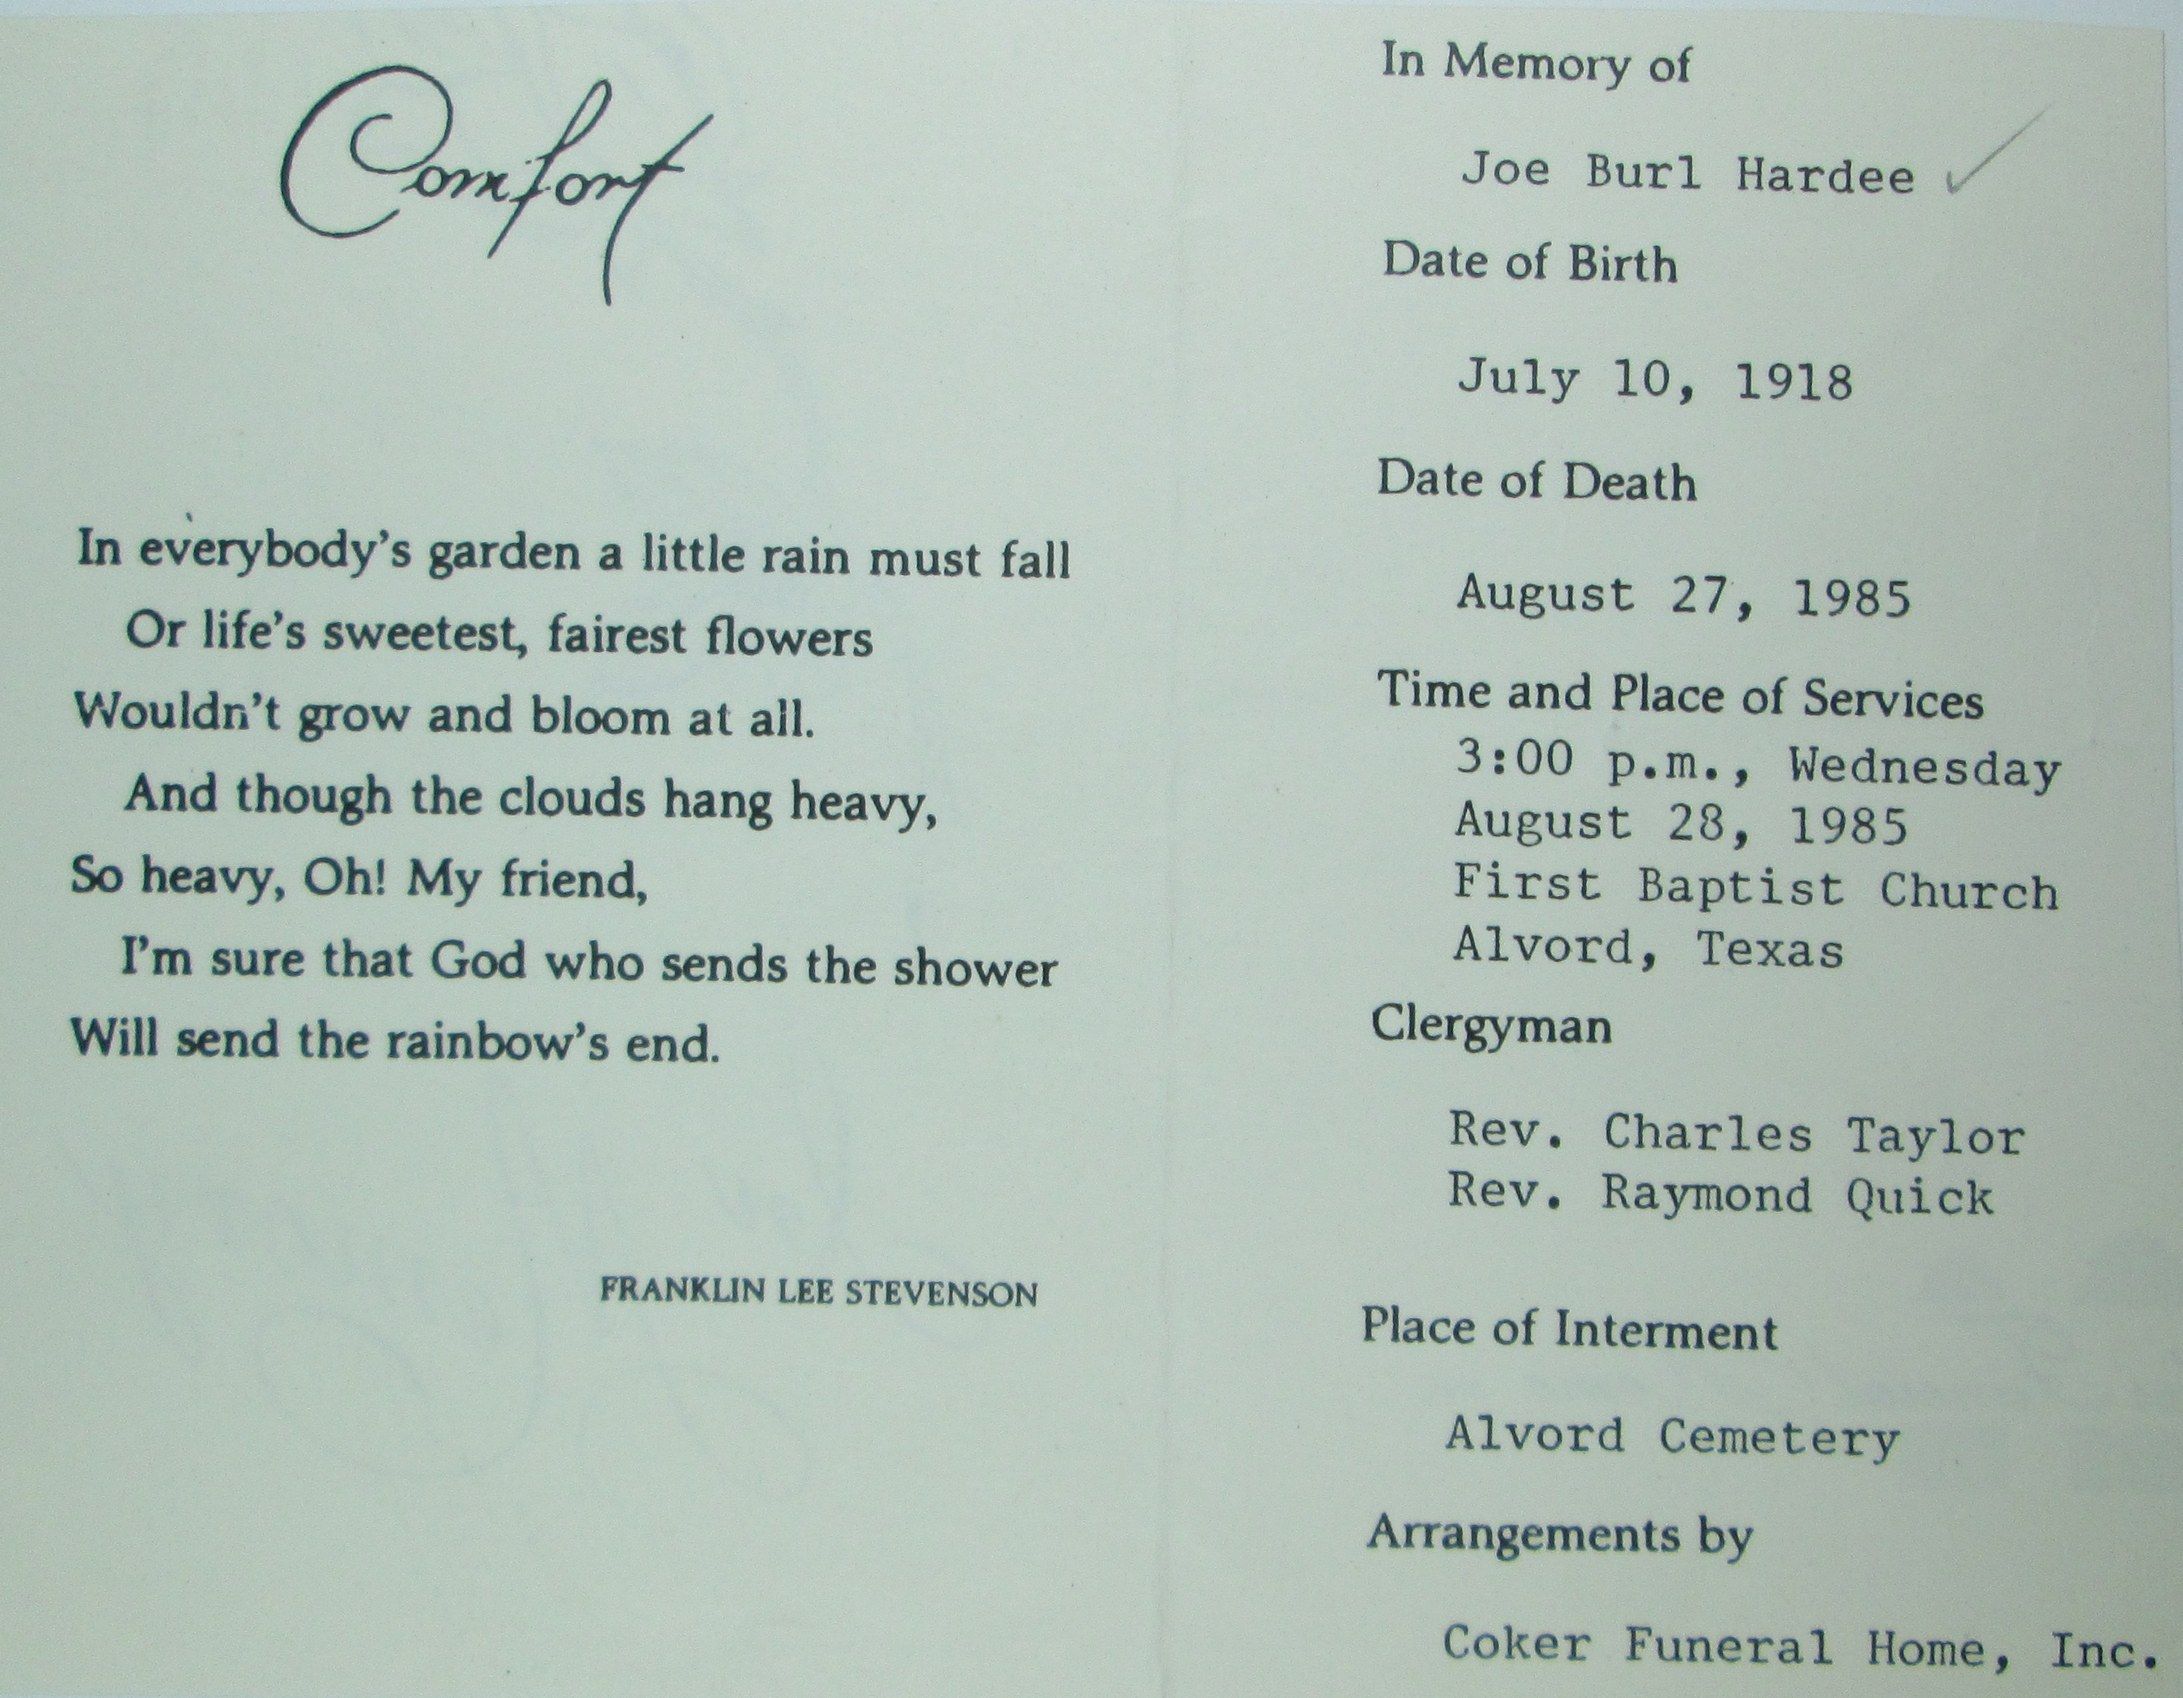 Comfort
In everybody's garden a little rain must fall
Or life's sweetest, fairest flowers
Wouldn't grow and bloom at all.
And though the clouds hang heavy,
So heavy, Oh! My friend,
I'm sure that God who sends the shower
Will send the rainbow's end.
FRANKLIN LEE STEVENSON
In Memory of
Joe Burl Hardee ✓
Date of Birth
July 10, 1918
Date of Death
August 27, 1985
Time and Place of Services
3:00 p.m., Wednesday
August 28, 1985
First Baptist Church
Alvord, Texas
Clergyman
Rev. Charles Taylor
Rev. Raymond Quick
Place of Interment
Alvord Cemetery
Arrangements by
Coker Funeral Home, Inc.